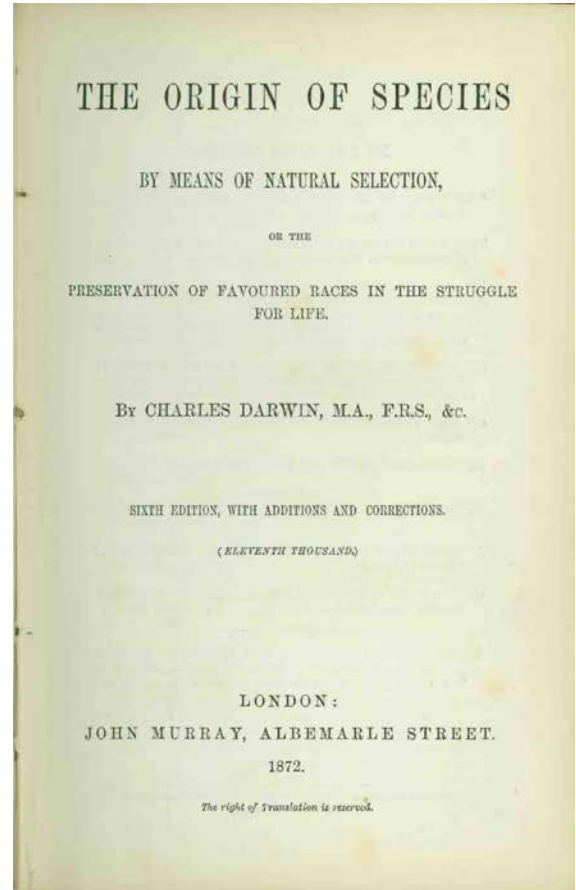 THE ORIGIN OF SPECIES
BY MEANS OF NATURAL SELECTION,
OR THE
PRESERVATION OF FAVOURED RACES IN THE STRUGGLE
FOR LIFE.
By CHARLES DARWIN, M.A., F.R.S., &c.
SIXTH EDITION, WITH ADDITIONS AND CORRECTIONS.
(ELEVENTH THOUSAND.)
LONDON:
JOHN MURRAY, ALBEMARLE STREET.
1872.
The right of Translation is reserved.